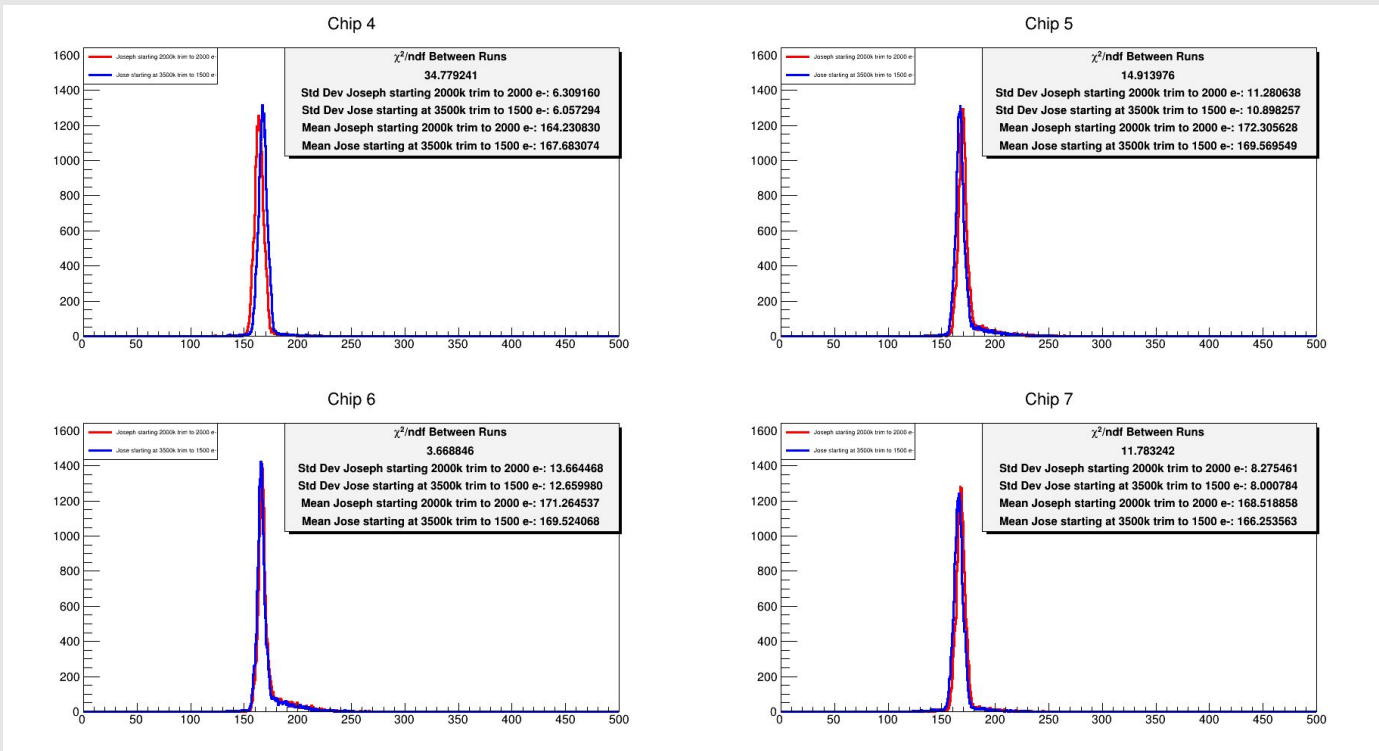 Chip 4
Joseph starting 2000k trim to 2000 e-
Jose starting at 3500k trim to 1500 e-
χ²/ndf Between Runs
34.779241
Std Dev Joseph starting 2000k trim to 2000 e-: 6.309160
Std Dev Jose starting at 3500k trim to 1500 e-: 6.057294
Mean Joseph starting 2000k trim to 2000 e-: 164.230830
Mean Jose starting at 3500k trim to 1500 e-: 167.683074
1600
1400
1200
1000
800
600
400
200
0
0 50 100 150 200 250 300 350 400 450 500
Chip 5
Joseph starting 2000k trim to 2000 e-
Jose starting at 3500k trim to 1500 e-
χ²/ndf Between Runs
14.913976
Std Dev Joseph starting 2000k trim to 2000 e-: 11.280638
Std Dev Jose starting at 3500k trim to 1500 e-: 10.898257
Mean Joseph starting 2000k trim to 2000 e-: 172.305628
Mean Jose starting at 3500k trim to 1500 e-: 169.569549
1600
1400
1200
1000
800
600
400
200
0
0 50 100 150 200 250 300 350 400 450 500
Chip 6
Joseph starting 2000k trim to 2000 e-
Jose starting at 3500k trim to 1500 e-
χ²/ndf Between Runs
3.668846
Std Dev Joseph starting 2000k trim to 2000 e-: 13.664468
Std Dev Jose starting at 3500k trim to 1500 e-: 12.659980
Mean Joseph starting 2000k trim to 2000 e-: 171.264537
Mean Jose starting at 3500k trim to 1500 e-: 169.524068
1600
1400
1200
1000
800
600
400
200
0
0 50 100 150 200 250 300 350 400 450 500
Chip 7
Joseph starting 2000k trim to 2000 e-
Jose starting at 3500k trim to 1500 e-
χ²/ndf Between Runs
11.783242
Std Dev Joseph starting 2000k trim to 2000 e-: 8.275461
Std Dev Jose starting at 3500k trim to 1500 e-: 8.000784
Mean Joseph starting 2000k trim to 2000 e-: 168.518858
Mean Jose starting at 3500k trim to 1500 e-: 166.253563
1600
1400
1200
1000
800
600
400
200
0
0 50 100 150 200 250 300 350 400 450 500